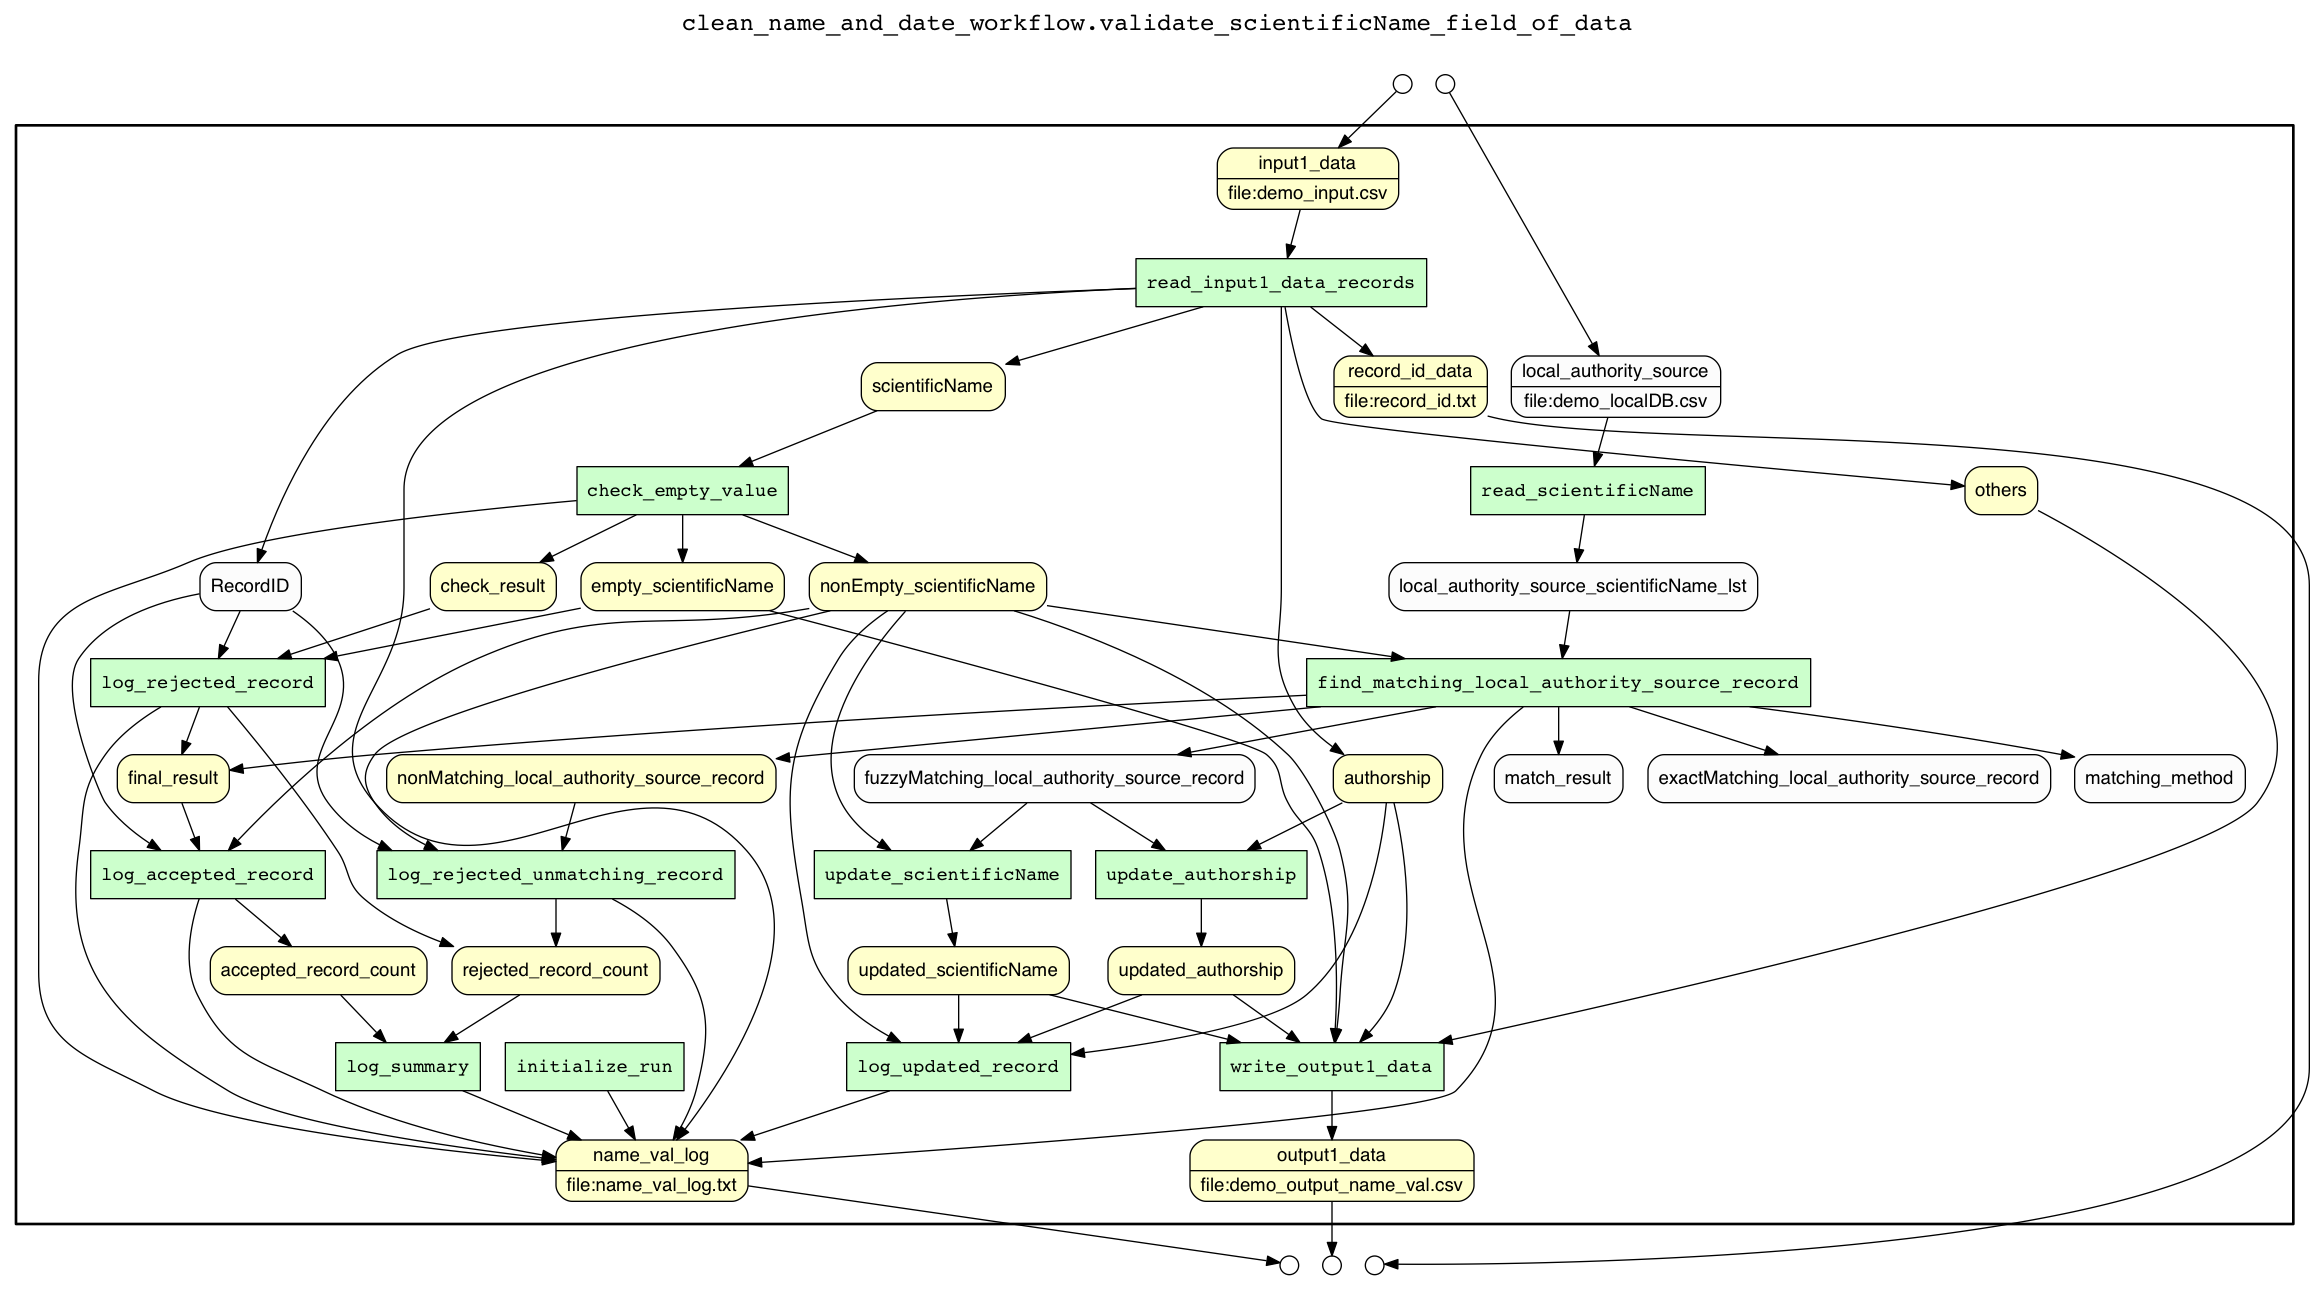 clean_name_and_date_workflow.validate_scientificName_field_of_data
input1_data
file:demo_input.csv
read_input1_data_records
scientificName
record_id_data
file:record_id.txt
local_authority_source
file:demo_localDB.csv
check_empty_value
read_scientificName
others
RecordID
check_result
empty_scientificName
nonEmpty_scientificName
local_authority_source_scientificName_lst
log_rejected_record
find_matching_local_authority_source_record
final_result
nonMatching_local_authority_source_record
fuzzyMatching_local_authority_source_record
authorship
match_result
exactMatching_local_authority_source_record
matching_method
log_accepted_record
log_rejected_unmatching_record
update_scientificName
update_authorship
accepted_record_count
rejected_record_count
updated_scientificName
updated_authorship
log_summary
initialize_run
log_updated_record
write_output1_data
name_val_log
file:name_val_log.txt
output1_data
file:demo_output_name_val.csv